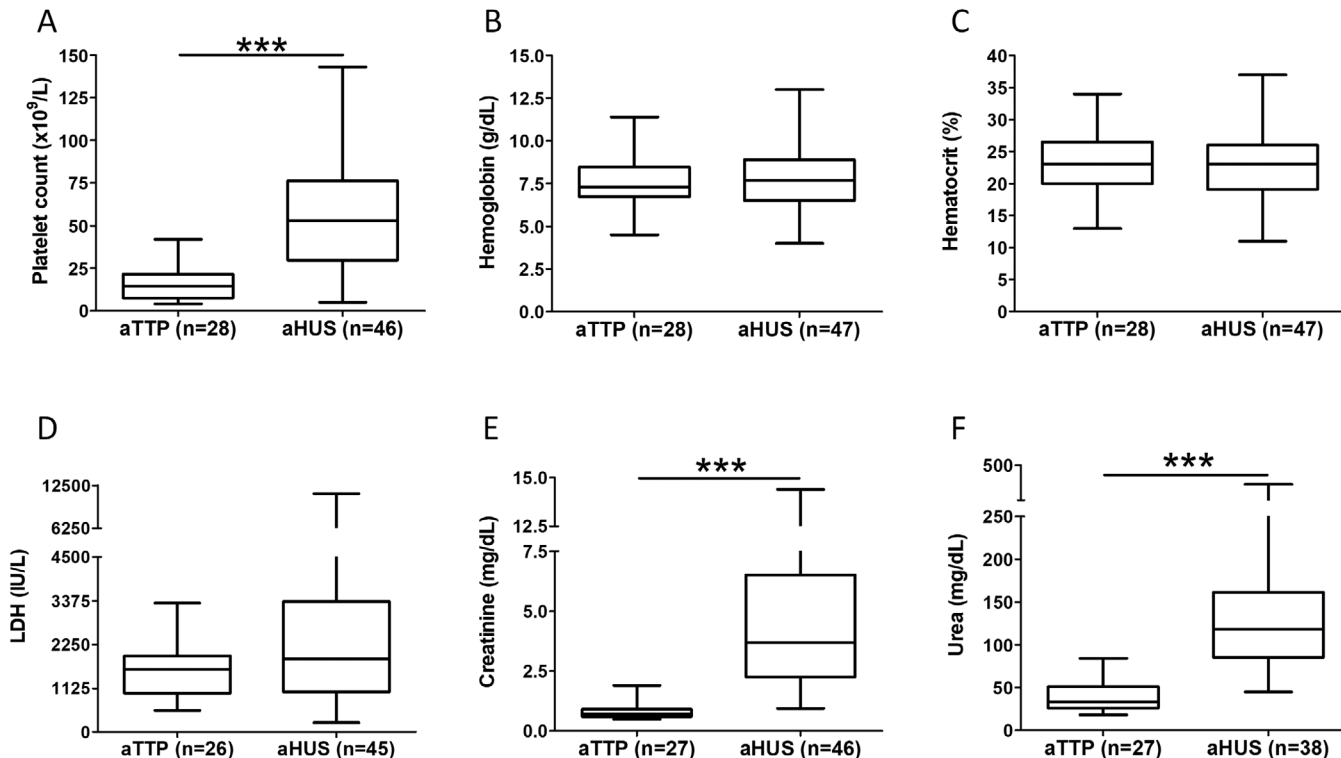 A
***
Platelet count (x10⁹/L)
150
125
100
75
50
25
0
aTTP (n=28)
aHUS (n=46)
B
Hemoglobin (g/dL)
15.0
12.5
10.0
7.5
5.0
2.5
0.0
aTTP (n=28)
aHUS (n=47)
C
Hematocrit (%)
40
35
30
25
20
15
10
5
0
aTTP (n=28)
aHUS (n=47)
D
LDH (IU/L)
12500
6250
4500
3375
2250
1125
0
aTTP (n=26)
aHUS (n=45)
E
***
Creatinine (mg/dL)
15.0
12.5
7.5
5.0
2.5
0.0
aTTP (n=27)
aHUS (n=46)
F
***
Urea (mg/dL)
500
250
200
150
100
50
0
aTTP (n=27)
aHUS (n=38)